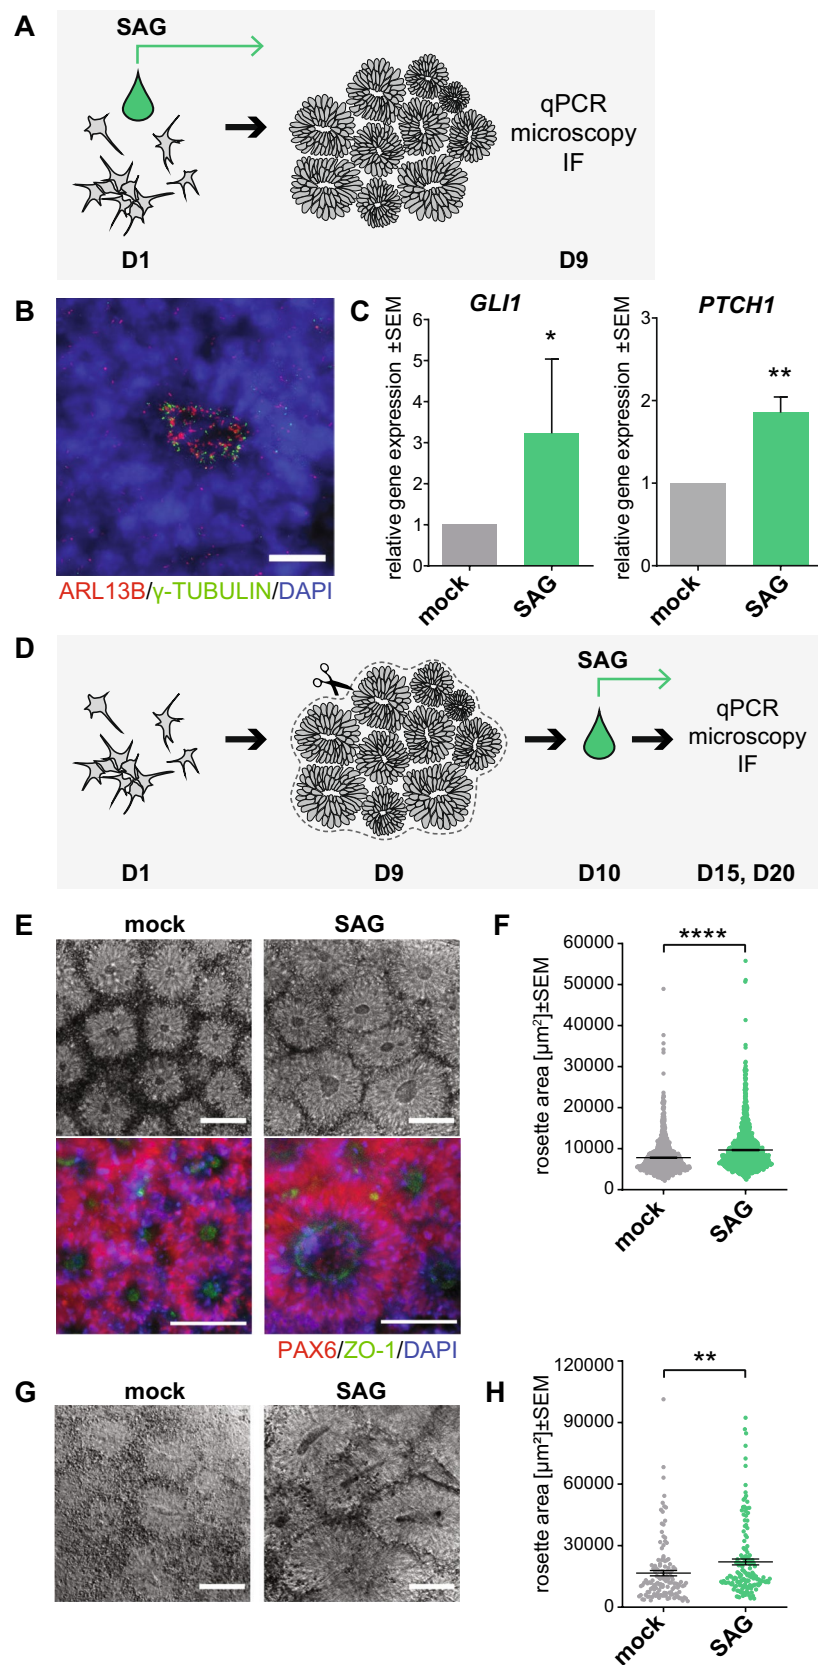 A
SAG
qPCR
microscopy
IF
D1
D9
B
ARL13B/γ-TUBULIN/DAPI
C
GLI1
relative gene expression ±SEM
6
5
4
3
2
1
0
*
mock
SAG
PTCH1
relative gene expression ±SEM
3
2
1
0
**
mock
SAG
D
SAG
qPCR
microscopy
IF
D1
D9
D10
D15, D20
E
mock
SAG
PAX6/ZO-1/DAPI
F
rosette area [µm²]±SEM
60000
50000
40000
30000
20000
10000
0
****
mock
SAG
G
mock
SAG
H
rosette area [µm²]±SEM
120000
90000
60000
30000
0
**
mock
SAG